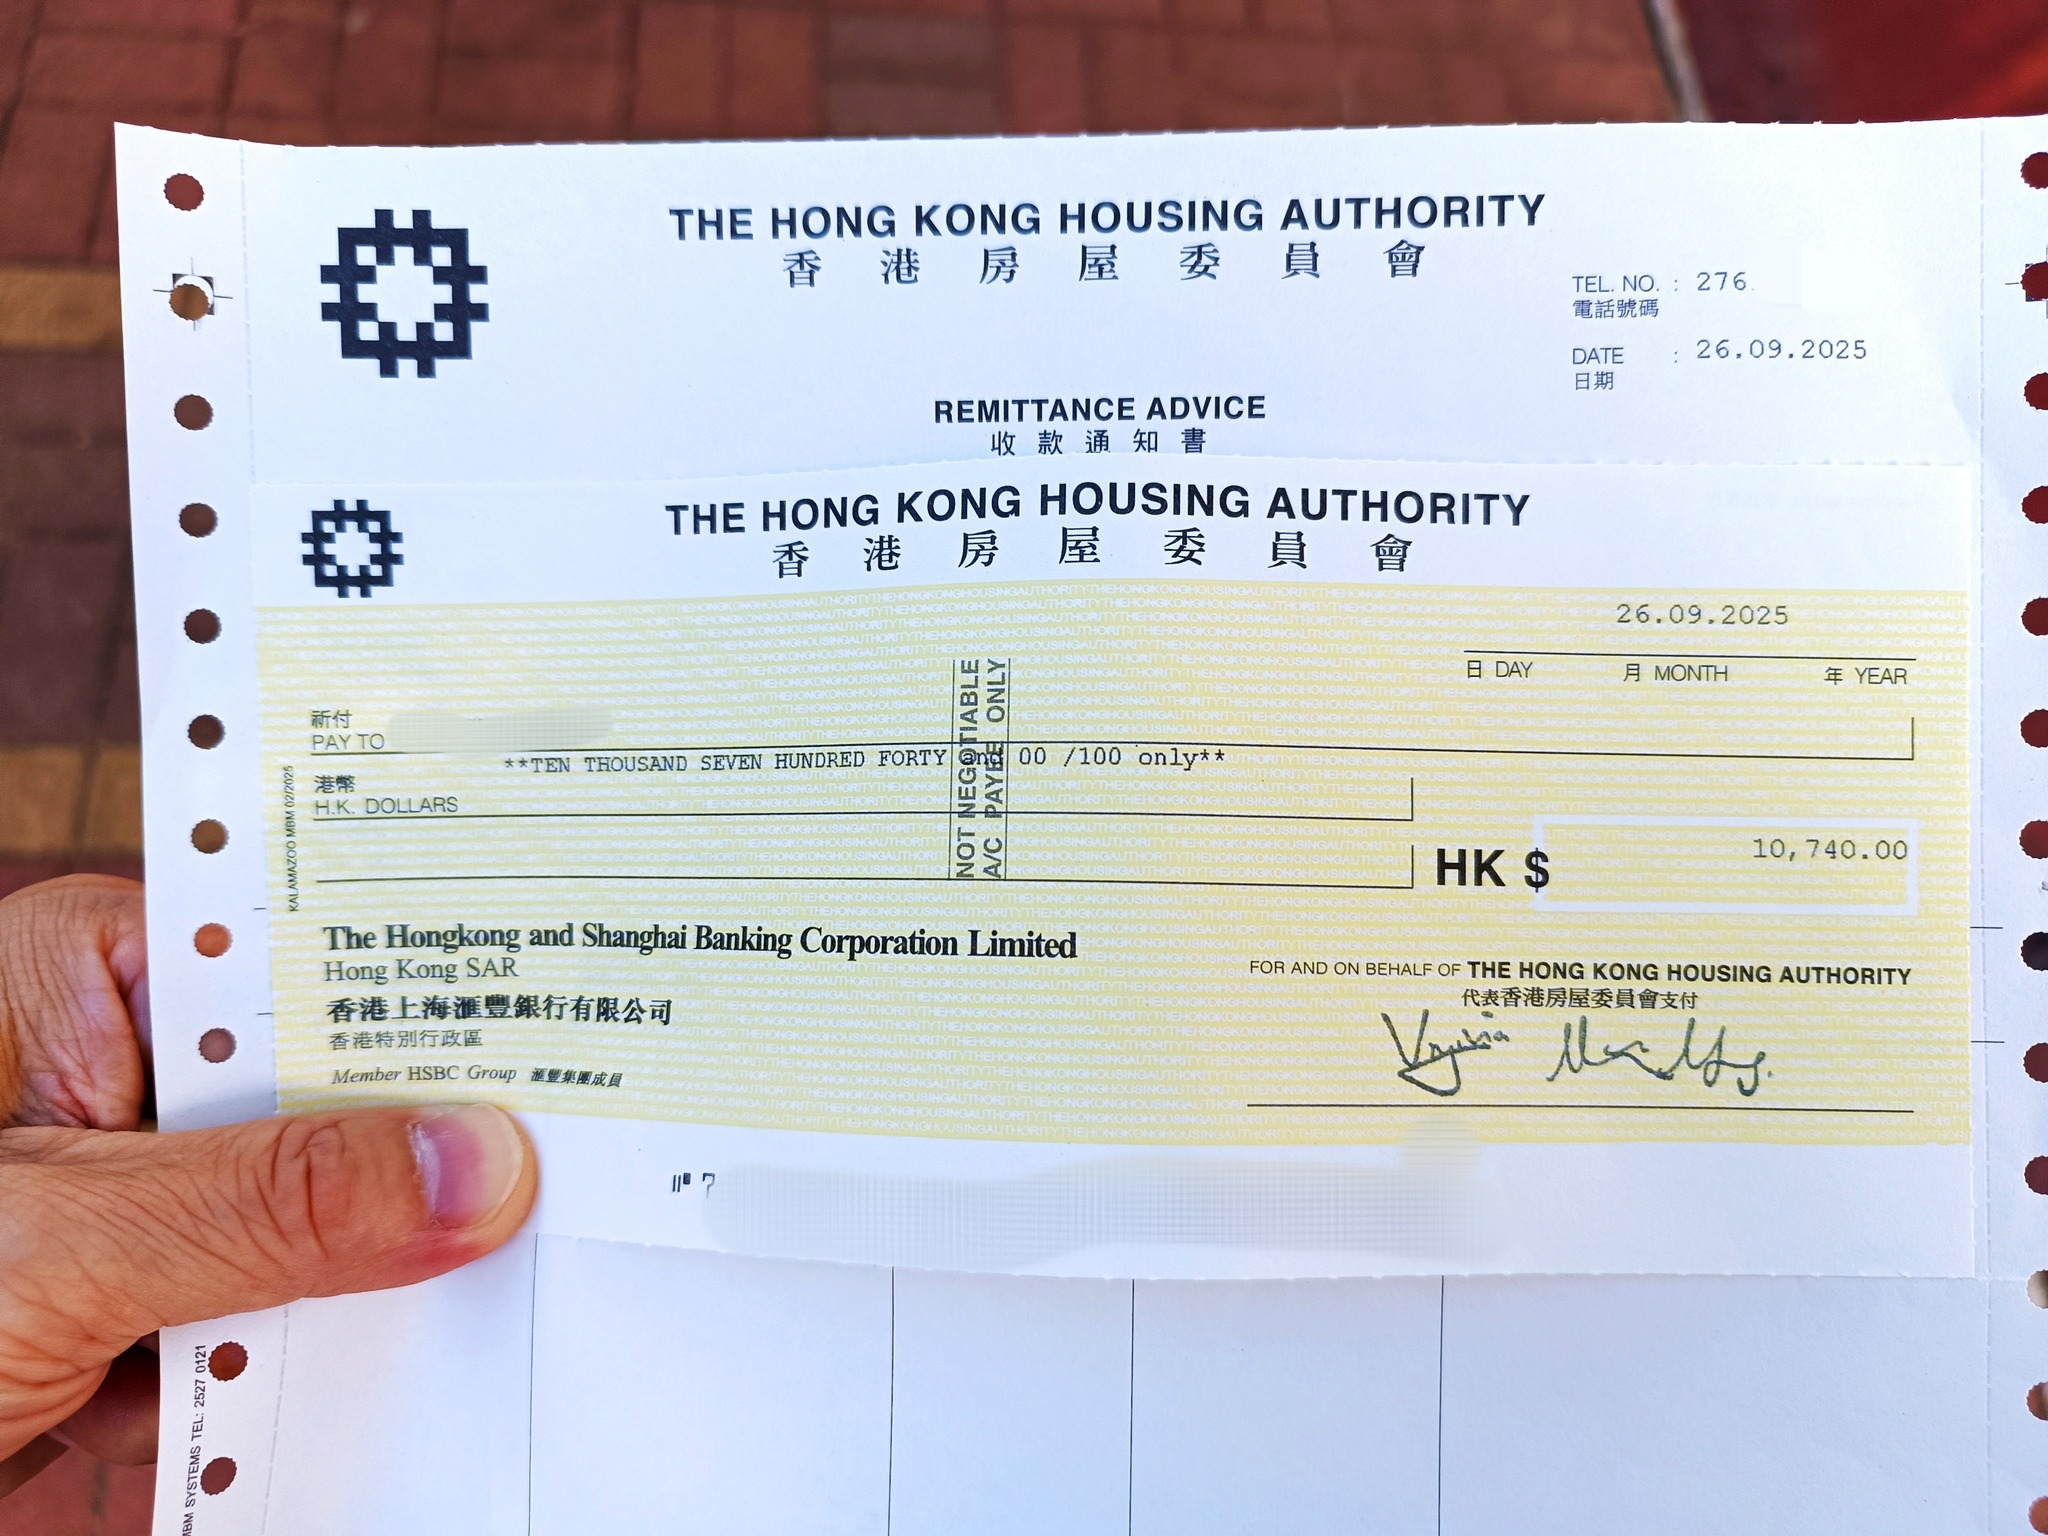 THE HONG KONG HOUSING AUTHORITY
香港房屋委員會
TEL. NO. : 276
電話號碼
DATE : 26.09.2025
日期
REMITTANCE ADVICE
收款通知書
THE HONG KONG HOUSING AUTHORITY
香港房屋委員會
26.09.2025
日 DAY 月 MONTH 年 YEAR
祈付
PAY TO
**TEN THOUSAND SEVEN HUNDRED FORTY and 00 /100 only**
港幣
H.K. DOLLARS
NOT NEGOTIABLE
A/C PAYEE ONLY
KALAMAZOO MBM 02/2025
HK $ 10,740.00
The Hongkong and Shanghai Banking Corporation Limited
Hong Kong SAR
香港上海滙豐銀行有限公司
香港特別行政區
Member HSBC Group 滙豐集團成員
FOR AND ON BEHALF OF THE HONG KONG HOUSING AUTHORITY
代表香港房屋委員會支付
MBM SYSTEMS TEL: 2527 0121